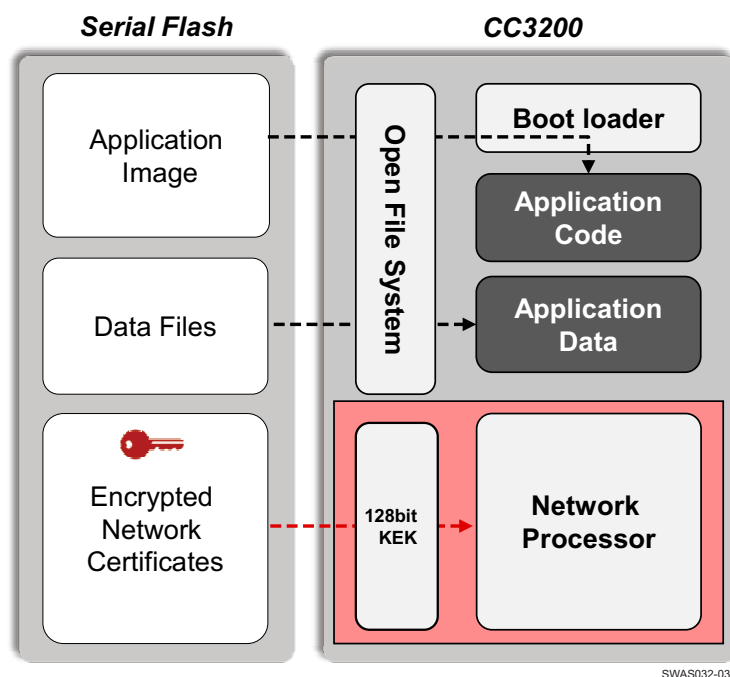 Serial Flash
CC3200
Application
Image
Open File System
Boot loader
Application
Code
Data Files
Application
Data
Encrypted
Network
Certificates
128bit
KEK
Network
Processor
SWAS032-03